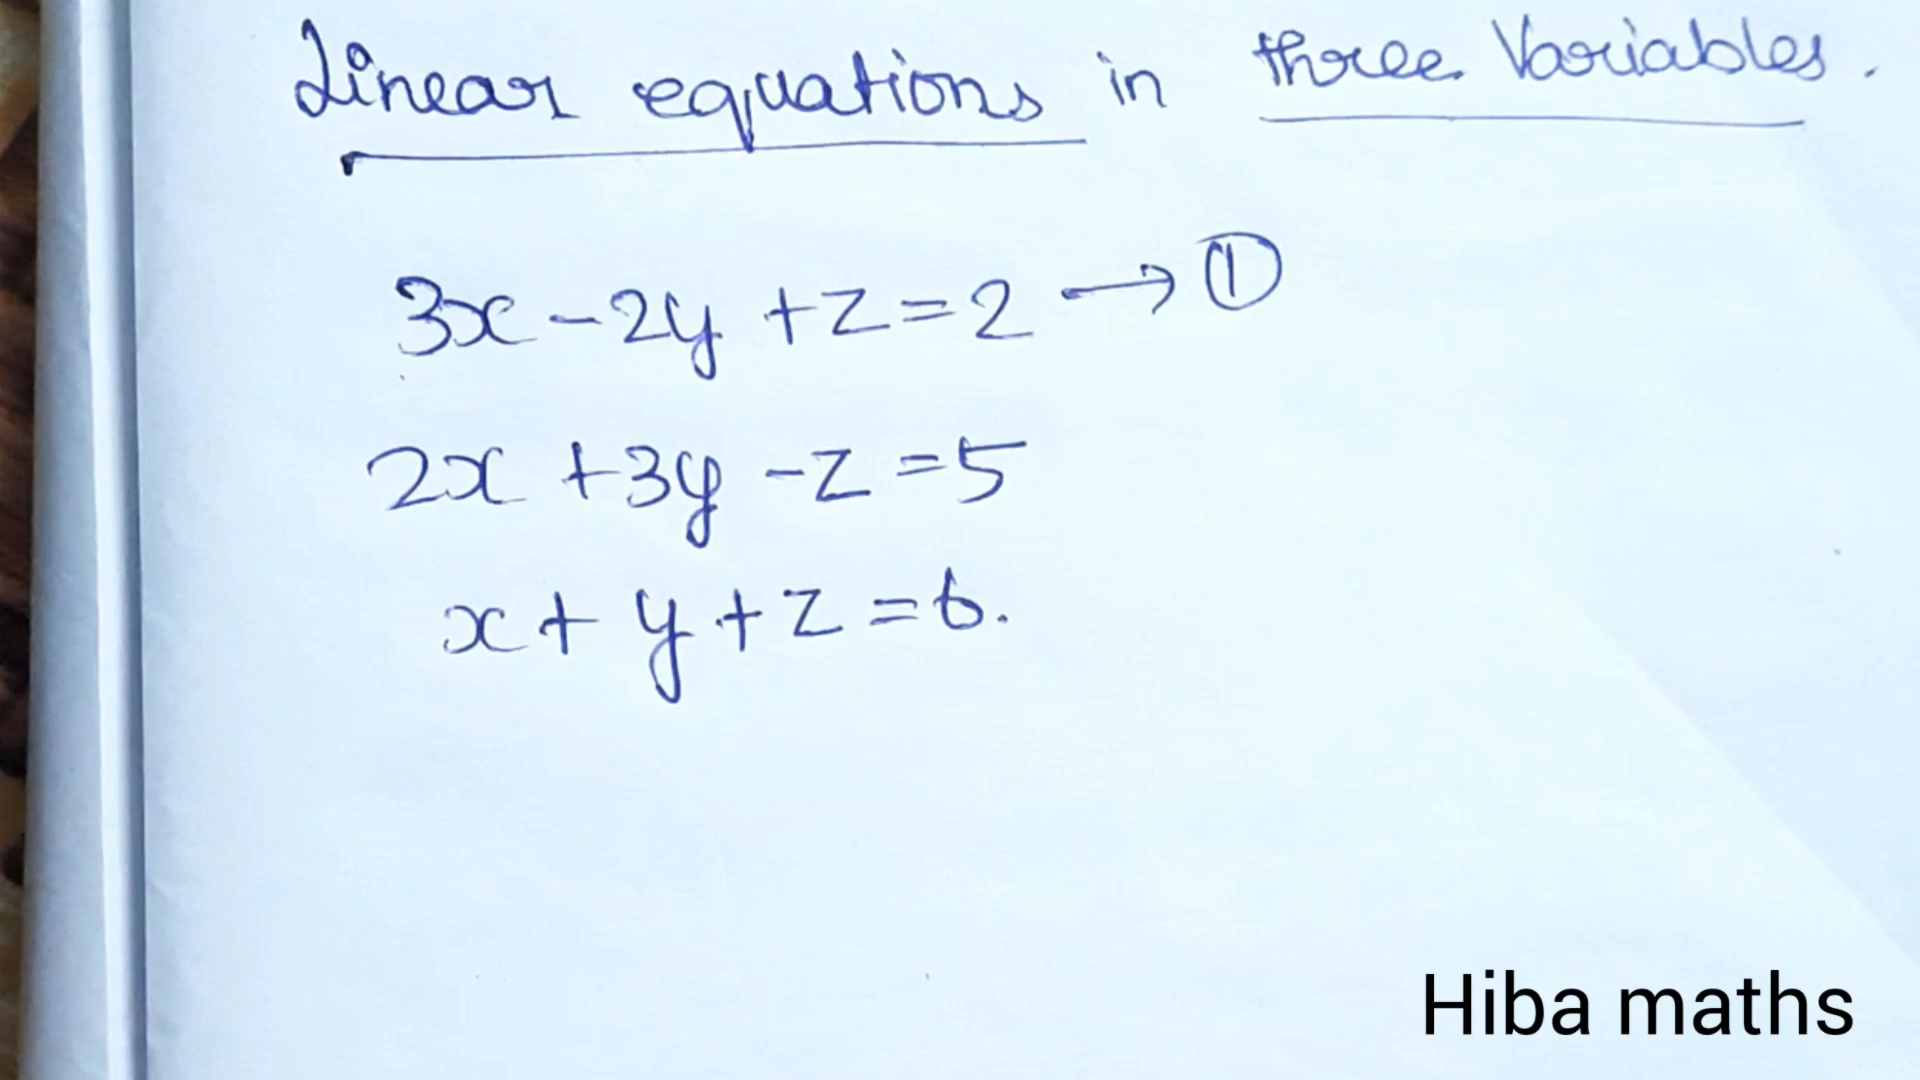 Linear equations in three Variables.
3x - 2y + z = 2 → ①
2x + 3y - z = 5
x + y + z = 6.
Hiba maths